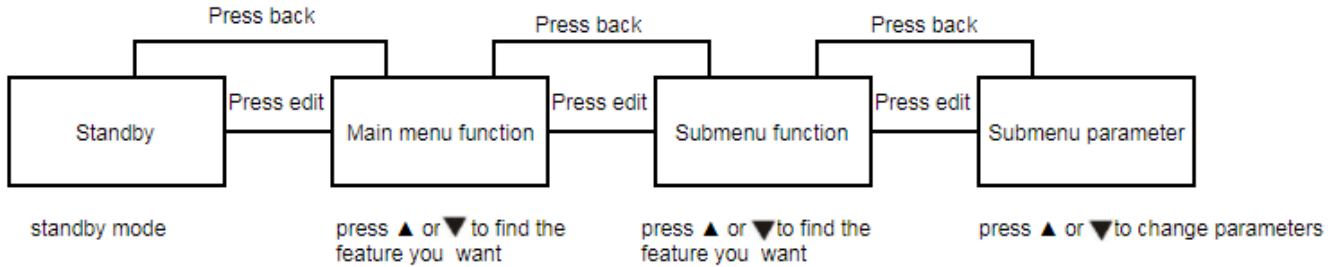 Press back
Press back
Press back
Press edit
Press edit
Press edit
Standby
Main menu function
Submenu function
Submenu parameter
standby mode
press ▲ or ▼ to find the
feature you want
press ▲ or ▼to find the
feature you want
press ▲ or ▼to change parameters